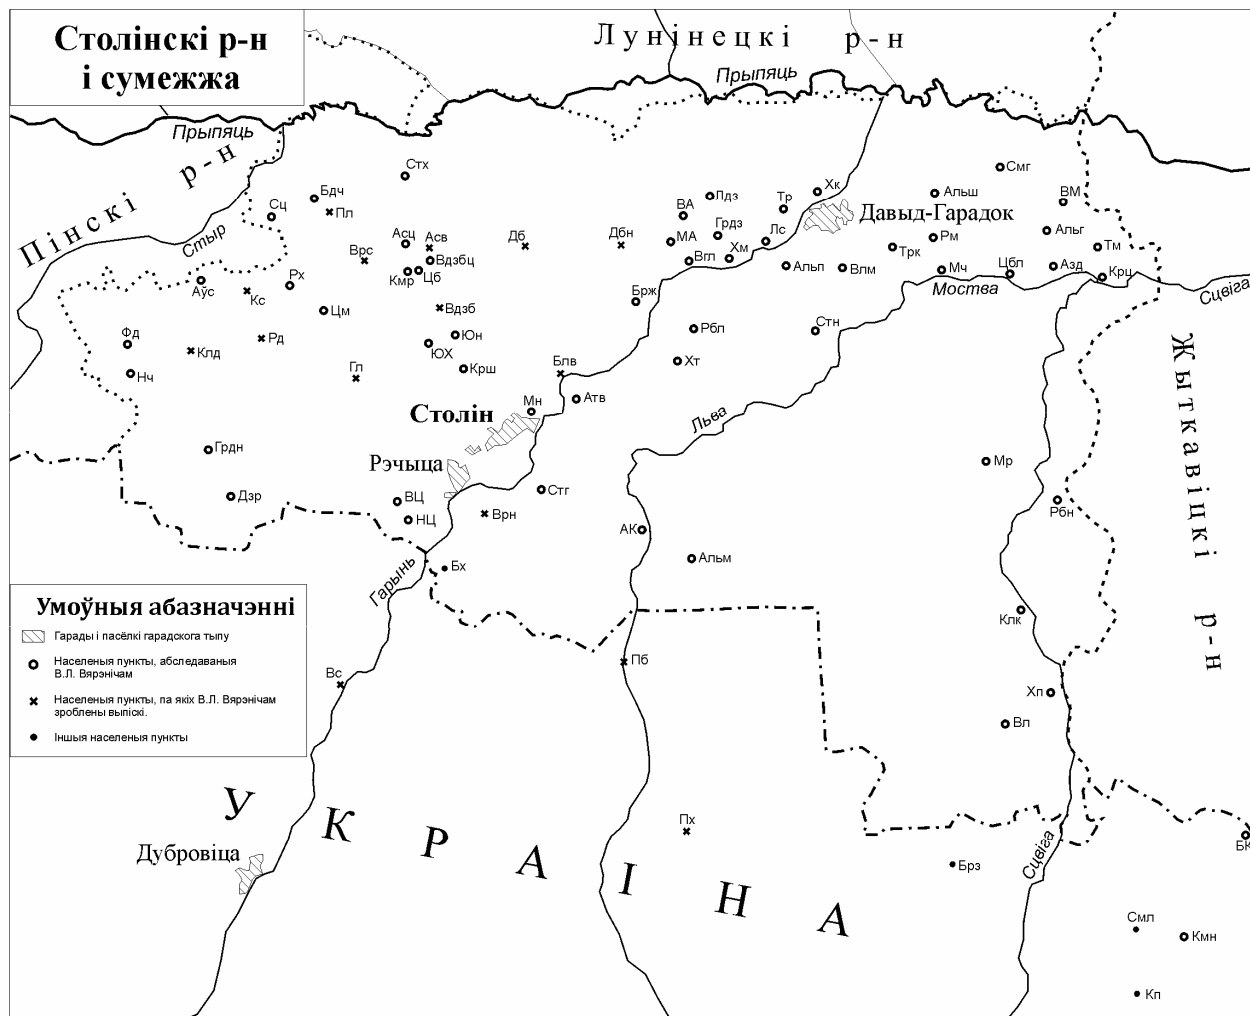 Столінскі р-н
і сумежжа
Лунінецкі р-н
Прыпяць
Прыпяць
Пінскі р-н
Стыр
Стх
Бдч
Пл
Сц
Смг
Хк
Альш
ВМ
Лдз
ВА
Тр
Давыд-Гарадок
Асц
Асв
Дб
Дбн
МА
Грдз
Лс
Рм
Альг
Врс
Вдзбц
Хм
Трк
Тм
Кмр
Цб
Вгл
Альп
Влм
Мч
Цбл
Азд
Крц
Аўс
Кс
Рх
Моства
Сцвіга
Цм
Вдзб
Брж
Фд
Клд
Рд
Юн
ЮХ
Рбл
Стн
Нч
Гл
Крш
Блв
Хт
Жыткавіцкі р-н
Столін
Мн
Атв
Льва
Грдн
Рэчыца
Мр
Дзр
ВЦ
НЦ
Стг
Врн
Рбн
АК
Гарынь
Бх
Альм
Умоўныя абазначэнні
Гарады і пасёлкі гарадскога тыпу
Населеныя пункты, абследаваныя
В.Л. Вярэнічам
Населеныя пункты, па якіх В.Л. Вярэнічам
зроблены выпіскі.
Іншыя населеныя пункты
Клк
Вс
Пб
Хп
Вл
УКРАІНА
Пх
Дубровіца
Брз
Сцвіга
БК
Смл
Кмн
Кп